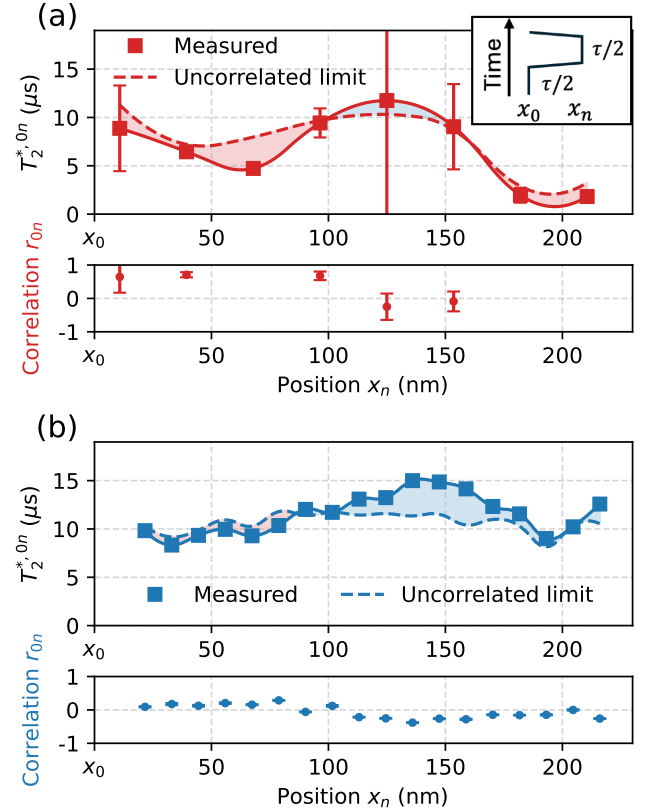 (a)
15
10
5
0
T₂*,⁰ⁿ (μs)
Measured
Uncorrelated limit
Time
τ/2
τ/2
x₀ xₙ
x₀ 50 100 150 200
Correlation r₀ₙ
1
0
-1
x₀ 50 100 150 200
Position xₙ (nm)
(b)
15
10
5
0
T₂*,⁰ⁿ (μs)
Measured Uncorrelated limit
x₀ 50 100 150 200
Correlation r₀ₙ
1
0
-1
x₀ 50 100 150 200
Position xₙ (nm)